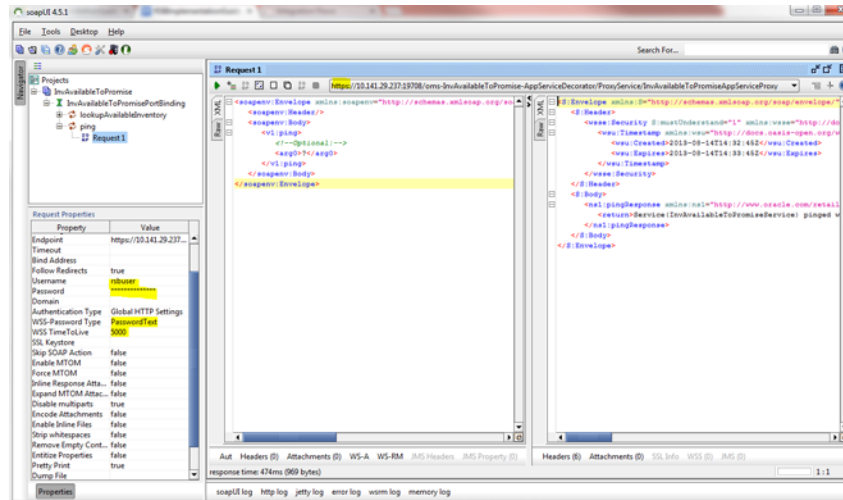 soapUI 4.5.1
File Tools Desktop Help
Search For...
Navigator
Projects
InvAvailableToPromise
InvAvailableToPromisePortBinding
lookupAvailableInventory
ping
Request 1
Request Properties
Property Value
Endpoint https://10.141.29.237...
Timeout
Bind Address
Follow Redirects true
Username rsbuser
Password **************
Domain
Authentication Type Global HTTP Settings
WSS-Password Type PasswordText
WSS TimeToLive 5000
SSL Keystore
Skip SOAP Action false
Enable MTOM false
Force MTOM false
Inline Response Atta... false
Expand MTOM Attac... false
Disable multiparts true
Encode Attachments false
Enable Inline Files false
Strip whitespaces false
Remove Empty Cont... false
Entitize Properties false
Pretty Print true
Dump File
Properties
Request 1
https://10.141.29.237:19708/oms-InvAvailableToPromise-AppServiceDecorator/ProxyService/InvAvailableToPromiseAppServiceProxy
XML
Raw
<soapenv:Envelope xmlns:soapenv="http://schemas.xmlsoap.org/so
<soapenv:Header/>
<soapenv:Body>
<v1:ping>
<!--Optional:-->
<arg0>?</arg0>
</v1:ping>
</soapenv:Body>
</soapenv:Envelope>
Aut Headers (0) Attachments (0) WS-A WS-RM JMS Headers JMS Property (0)
XML
Raw
<S:Envelope xmlns:S="http://schemas.xmlsoap.org/soap/envelope/"
<S:Header>
<wsse:Security S:mustUnderstand="1" xmlns:wsse="http://do
<wsu:Timestamp xmlns:wsu="http://docs.oasis-open.org/w
<wsu:Created>2013-08-14T14:32:45Z</wsu:Created>
<wsu:Expires>2013-08-14T14:33:45Z</wsu:Expires>
</wsu:Timestamp>
</wsse:Security>
</S:Header>
<S:Body>
<ns1:pingResponse xmlns:ns1="http://www.oracle.com/retail
<return>Service(InvAvailableToPromiseService) pinged w
</ns1:pingResponse>
</S:Body>
</S:Envelope>
Headers (6) Attachments (0) SSL Info WSS (0) JMS (0)
response time: 474ms (969 bytes)
1 : 1
soapUI log http log jetty log error log wsrm log memory log